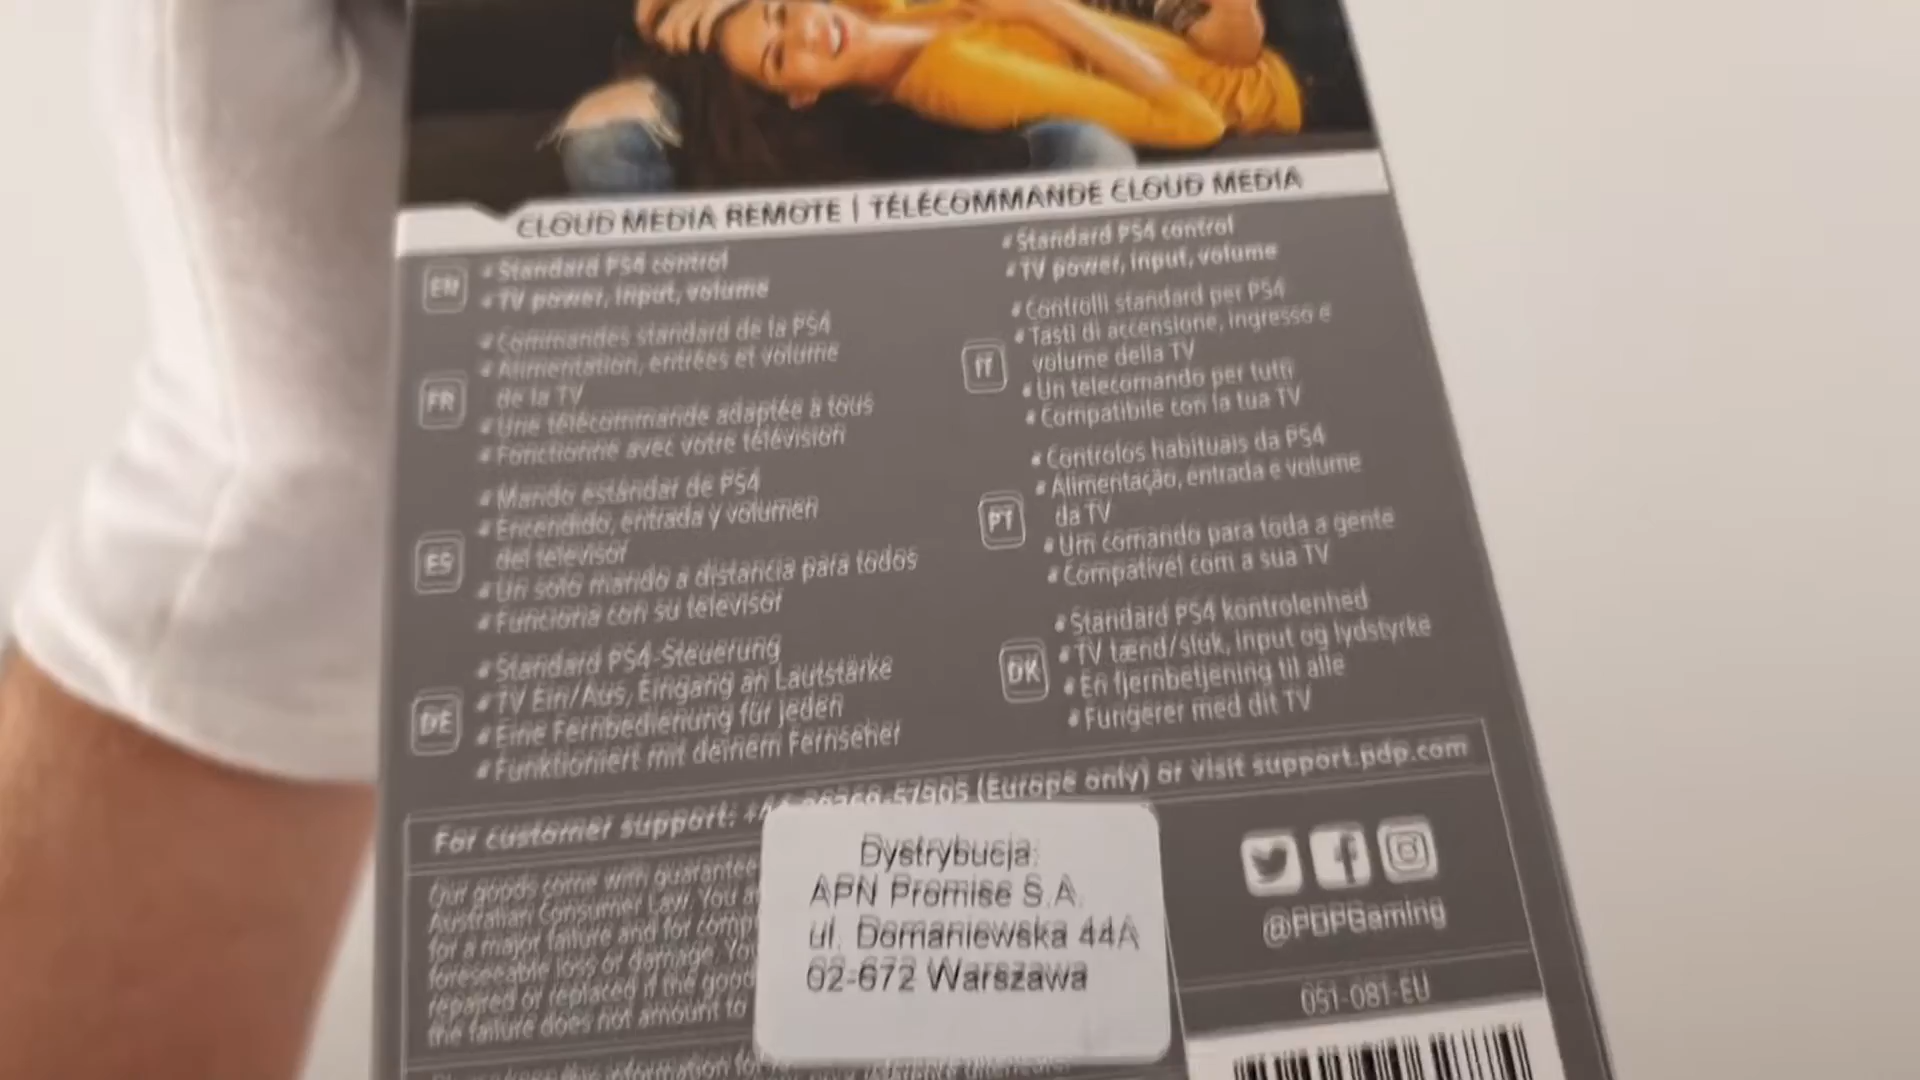 CLOUD MEDIA REMOTE | TÉLÉCOMMANDE CLOUD MEDIA
EN
• Standard PS4 control
• TV power, input, volume
FR
• Commandes standard de la PS4
• Alimentation, entrées et volume
de la TV
• Une télécommande adaptée à tous
• Fonctionne avec votre télévision
ES
• Mando estándar de PS4
• Encendido, entrada y volumen
del televisor
• Un solo mando a distancia para todos
• Funciona con su televisor
DE
• Standard PS4-Steuerung
• TV Ein/Aus, Eingang an Lautstärke
• Eine Fernbedienung für jeden
• Funktioniert mit deinem Fernseher
• Standard PS4 control
• TV power, input, volume
IT
• Controlli standard per PS4
• Tasti di accensione, ingresso e
volume della TV
• Un telecomando per tutti
• Compatibile con la tua TV
PT
• Controlos habituais da PS4
• Alimentação, entrada e volume
da TV
• Um comando para toda a gente
• Compatível com a sua TV
DK
• Standard PS4 kontrolenhed
• TV tænd/sluk, input og lydstyrke
• En fjernbetjening til alle
• Fungerer med dit TV
For customer support: (Europe only) or visit support.pdp.com
Our goods come with guarantee
Australian Consumer Law. You
for a major failure and for
foreseeable loss or damage. You
repaired or replaced if the good
the failure does not amount to
Dystrybucja:
APN Promise S.A.
ul. Domaniewska 44A
02-672 Warszawa
@PDPGaming
051-081-EU
information for